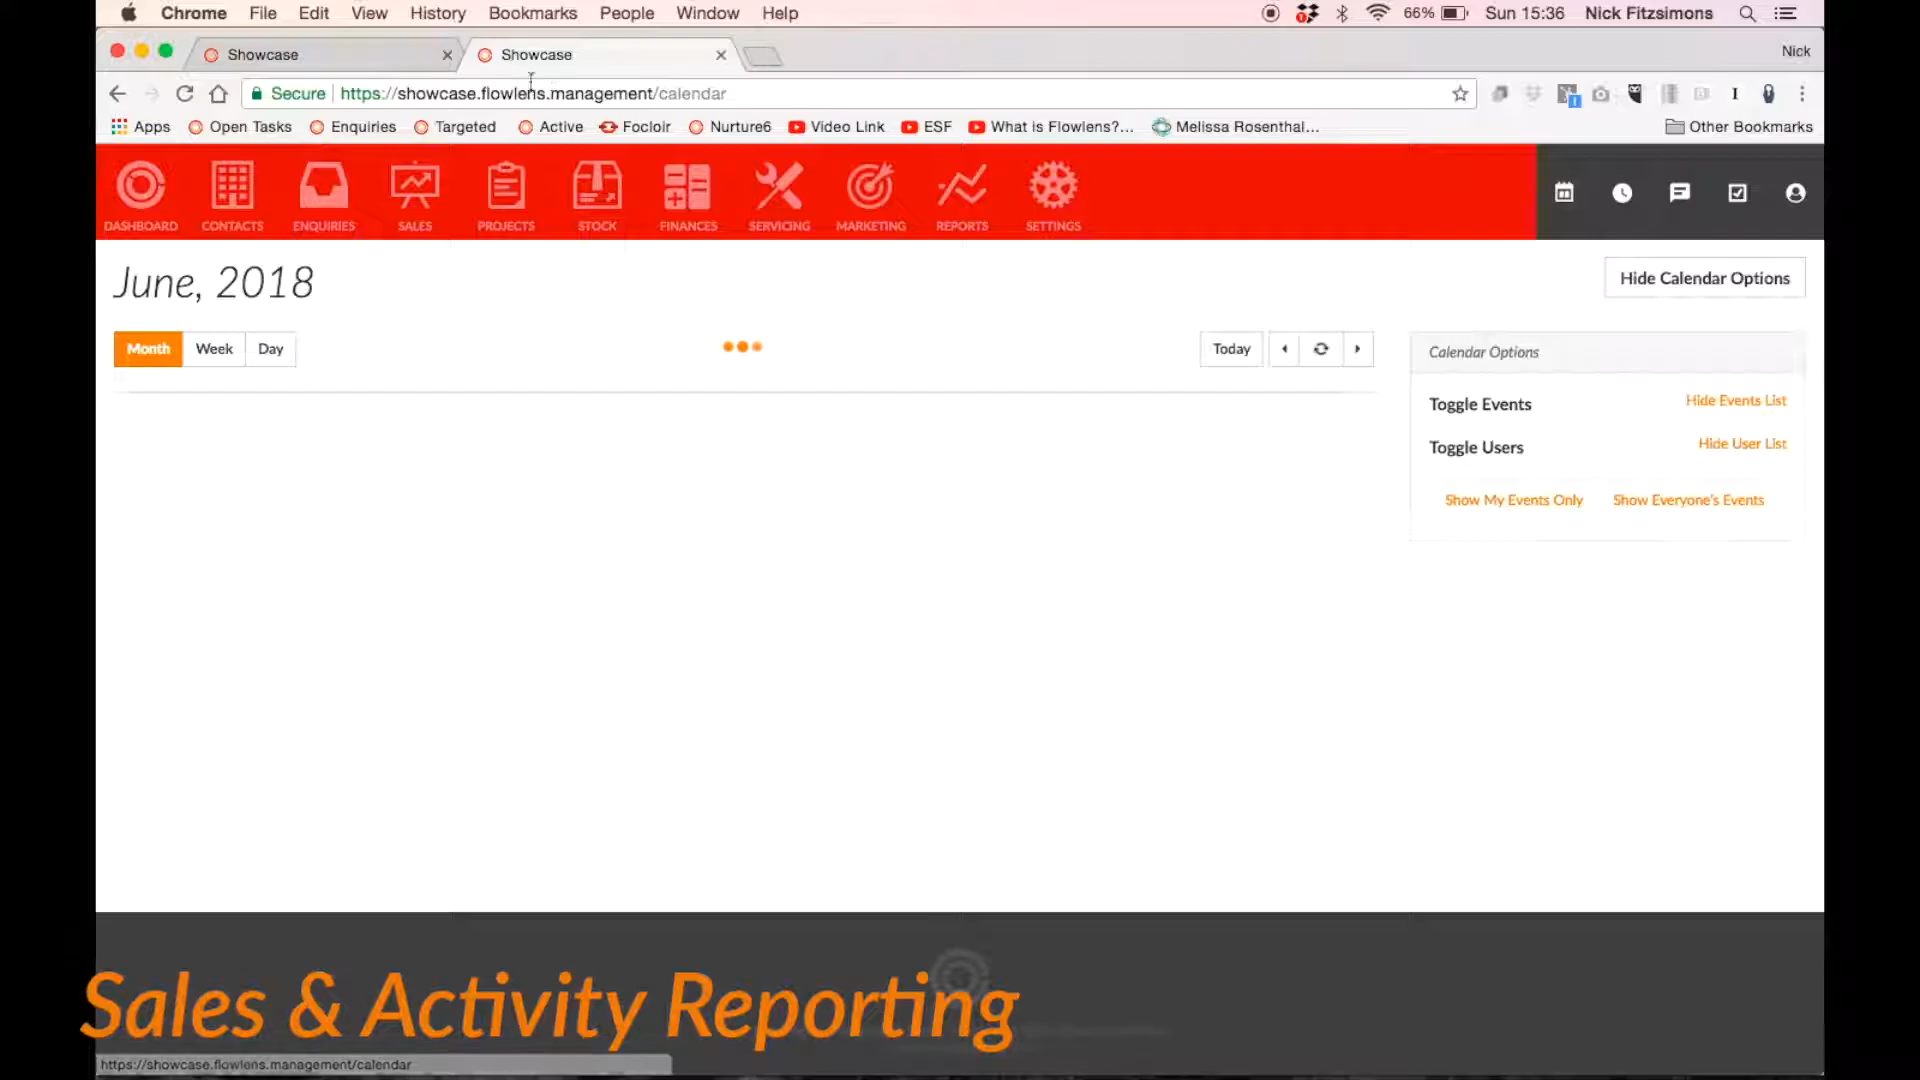 Chrome File Edit View History Bookmarks People Window Help 66% Sun 15:36 Nick Fitzsimons
Showcase Showcase Nick
Secure https://showcase.flowlens.management/calendar
Apps Open Tasks Enquiries Targeted Active Focloir Nurture6 Video Link ESF What is Flowlens?... Melissa Rosenthal... Other Bookmarks
DASHBOARD CONTACTS ENQUIRIES SALES PROJECTS STOCK FINANCES SERVICING MARKETING REPORTS SETTINGS
June, 2018
Hide Calendar Options
Month Week Day Today
Calendar Options
Toggle Events Hide Events List
Toggle Users Hide User List
Show My Events Only Show Everyone's Events
Sales & Activity Reporting
https://showcase.flowlens.management/calendar